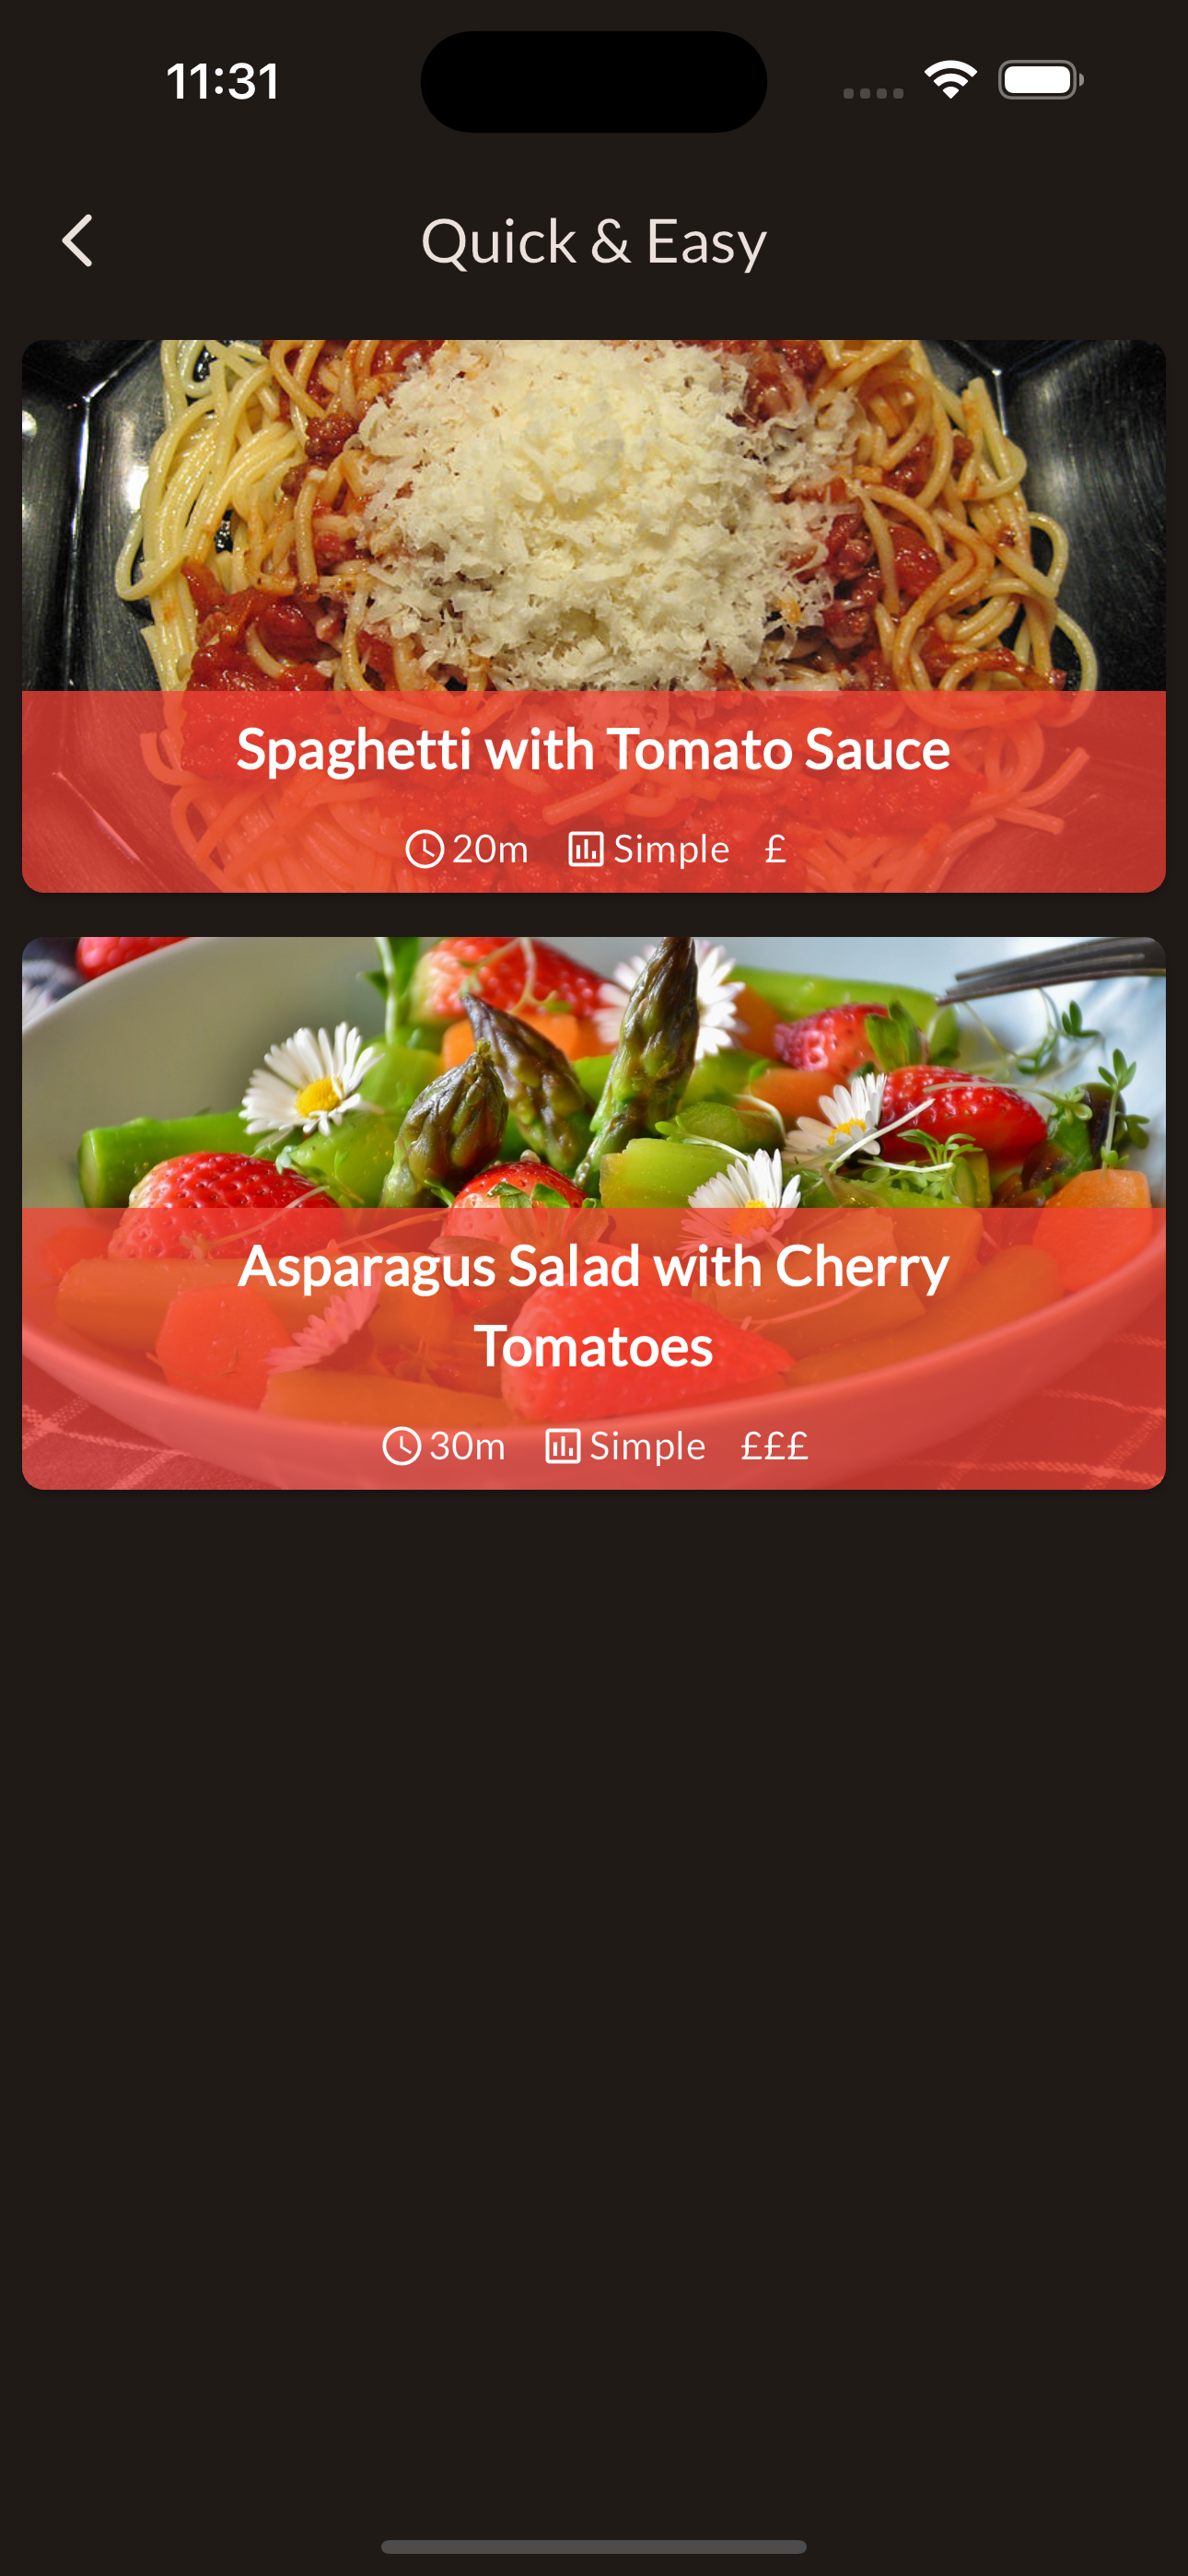 11:31
Quick & Easy
Spaghetti with Tomato Sauce
20m Simple £
Asparagus Salad with Cherry
Tomatoes
30m Simple £££